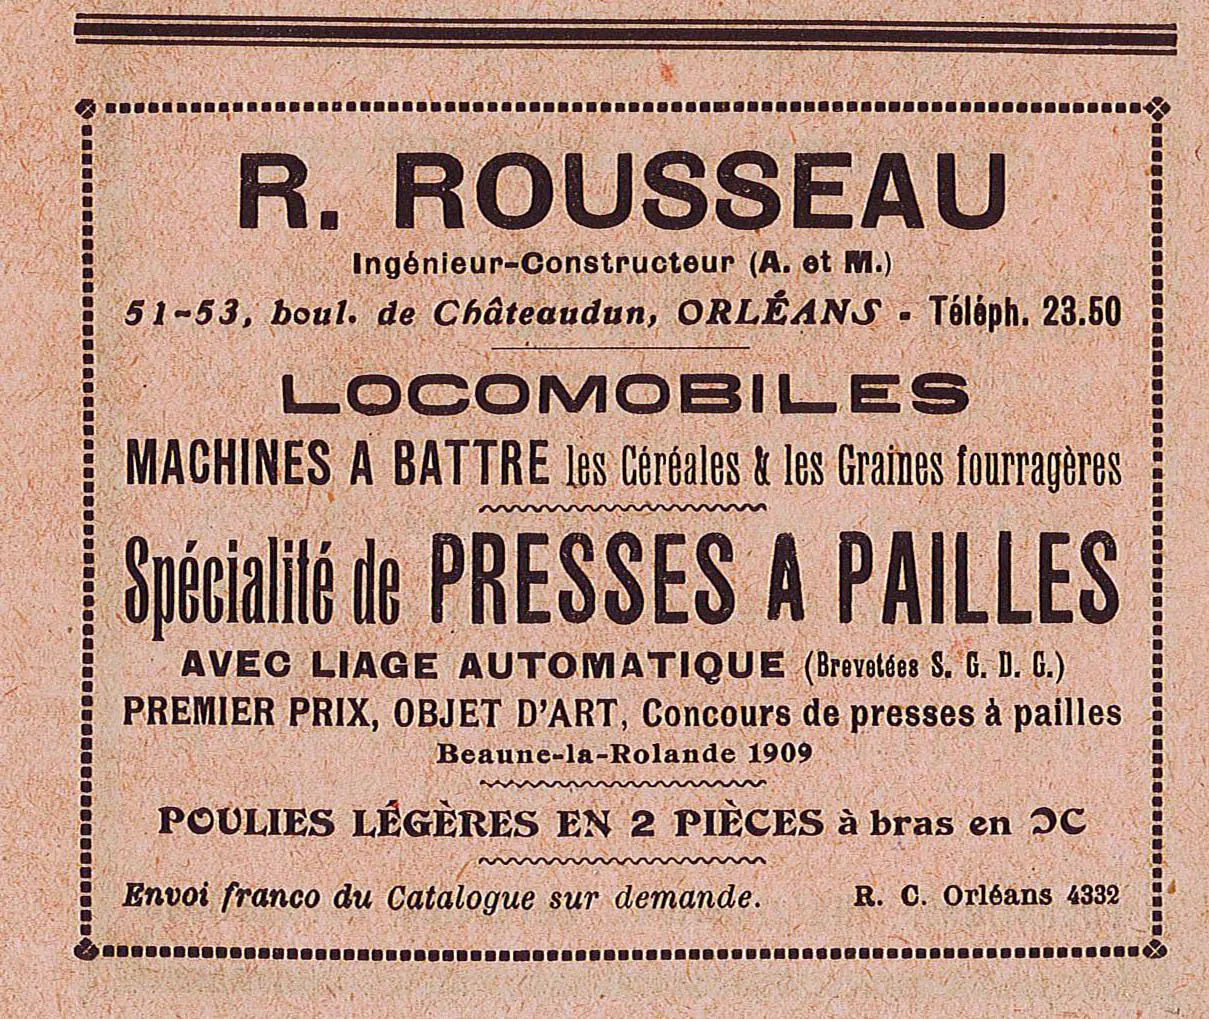 R. ROUSSEAU
Ingénieur-Constructeur (A. et M.)
51-53, boul. de Châteaudun, ORLÉANS - Téléph. 23.50
LOCOMOBILES
MACHINES A BATTRE les Céréales & les Graines fourragères
Spécialité de PRESSES A PAILLES
AVEC LIAGE AUTOMATIQUE (Brevetées S. G. D. G.)
PREMIER PRIX, OBJET D'ART, Concours de presses à pailles
Beaune-la-Rolande 1909
POULIES LÉGÈRES EN 2 PIÈCES à bras en ƆC
Envoi franco du Catalogue sur demande. R. C. Orléans 4332